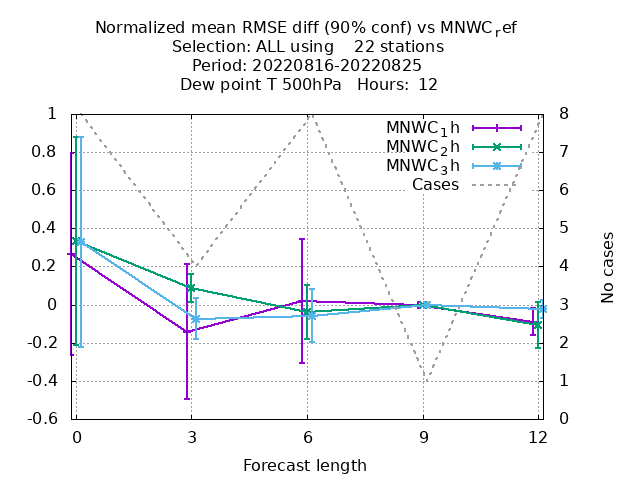 Normalized mean RMSE diff (90% conf) vs MNWC_ref
Selection: ALL using    22 stations
Period: 20220816-20220825
Dew point T 500hPa   Hours:  12
MNWC_1h
MNWC_2h
MNWC_3h
Cases
1
0.8
0.6
0.4
0.2
0
-0.2
-0.4
-0.6
8
7
6
5
4
3
2
1
0
No cases
0 3 6 9 12
Forecast length